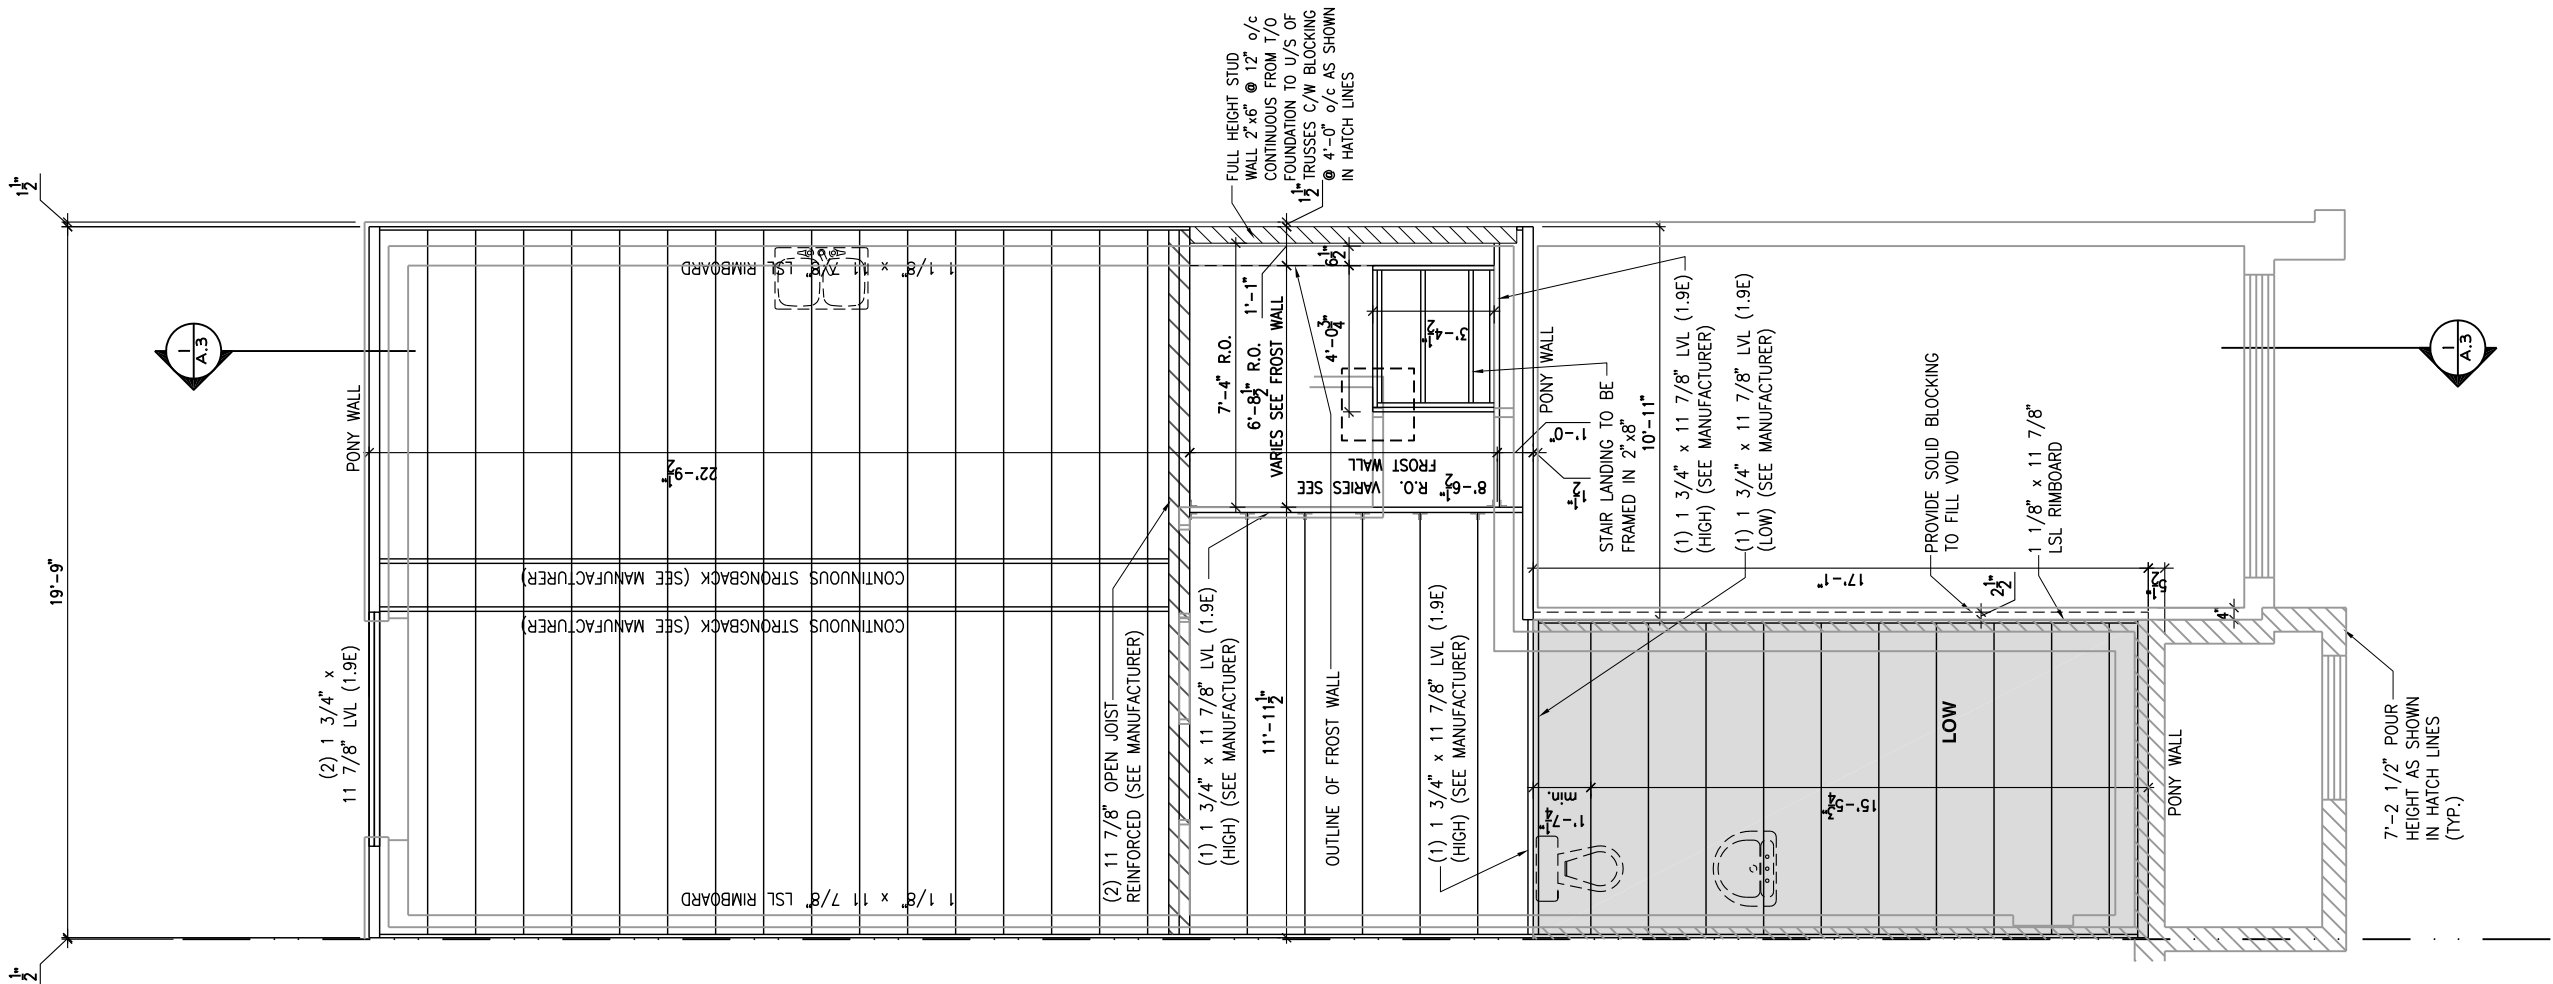 1 1/2"
19'-9"
1 1/2"
1
A.3
PONY WALL
(2) 1 3/4" x
11 7/8" LVL (1.9E)
1 1/8" x 11 7/8" LSL RIMBOARD
22'-9 1/2"
CONTINUOUS STRONGBACK (SEE MANUFACTURER)
CONTINUOUS STRONGBACK (SEE MANUFACTURER)
1 1/8" x 11 7/8" LSL RIMBOARD
(2) 11 7/8" OPEN JOIST
REINFORCED (SEE MANUFACTURER)
FULL HEIGHT STUD
WALL 2"x6" @ 12" o/c
CONTINUOUS FROM T/O
FOUNDATION TO U/S OF
TRUSSES C/W BLOCKING
@ 4'-0" o/c AS SHOWN
IN HATCH LINES
1 1/2"
7'-4" R.O.
6'-8 1/2" R.O.
VARIES SEE FROST WALL
1'-1"
6 1/2"
4'-0 3/4"
3'-4 1/2"
8'-6 1/2" R.O. VARIES SEE
FROST WALL
(1) 1 3/4" x 11 7/8" LVL (1.9E)
(HIGH) (SEE MANUFACTURER)
11'-11 1/2"
OUTLINE OF FROST WALL
(1) 1 3/4" x 11 7/8" LVL (1.9E)
(HIGH) (SEE MANUFACTURER)
PONY WALL
1'-0"
1 1/2"
STAIR LANDING TO BE
FRAMED IN 2"x8"
10'-11"
(1) 1 3/4" x 11 7/8" LVL (1.9E)
(HIGH) (SEE MANUFACTURER)
(1) 1 3/4" x 11 7/8" LVL (1.9E)
(LOW) (SEE MANUFACTURER)
17'-1"
PROVIDE SOLID BLOCKING
TO FILL VOID
2 1/2"
1 1/8" x 11 7/8"
LSL RIMBOARD
5 1/2"
4"
1'-7 1/4"
min.
15'-5 3/4"
LOW
PONY WALL
7'-2 1/2" POUR
HEIGHT AS SHOWN
IN HATCH LINES
(TYP.)
1
A.3